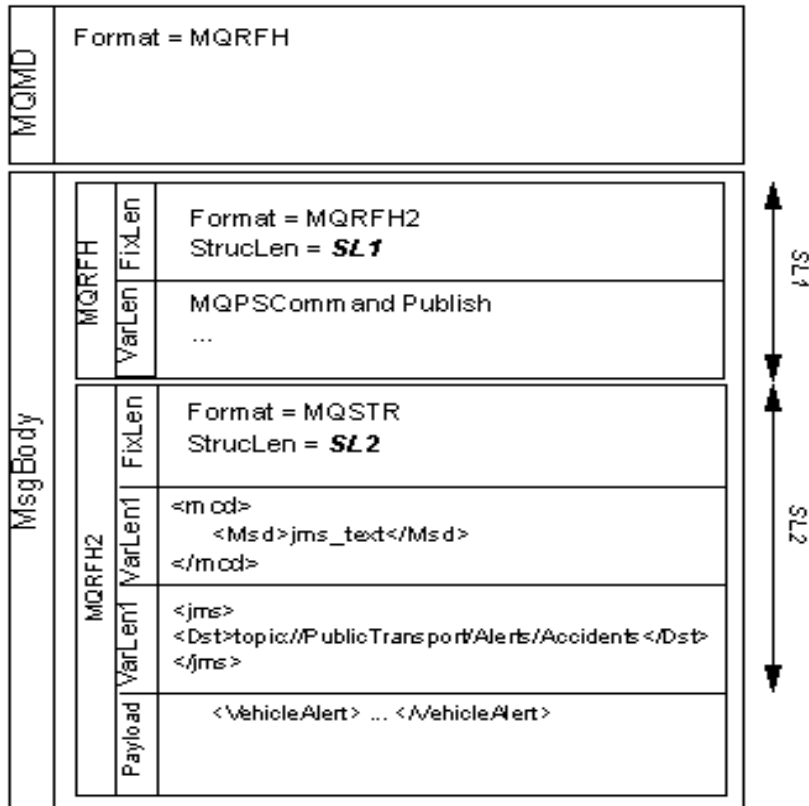 MQMD
Format = MQRFH
MsgBody
MQRFH
FixLen
Format = MQRFH2
StrucLen = SL1
VarLen
MQPSCommand Publish
...
SL1
MQRFH2
FixLen
Format = MQSTR
StrucLen = SL2
VarLen1
<mcd>
<Msd>jms_text</Msd>
</mcd>
VarLen1
<jms>
<Dst>topic://PublicTransport/Alerts/Accidents</Dst>
</jms>
SL2
Payload
<VehicleAlert> ... </VehicleAlert>